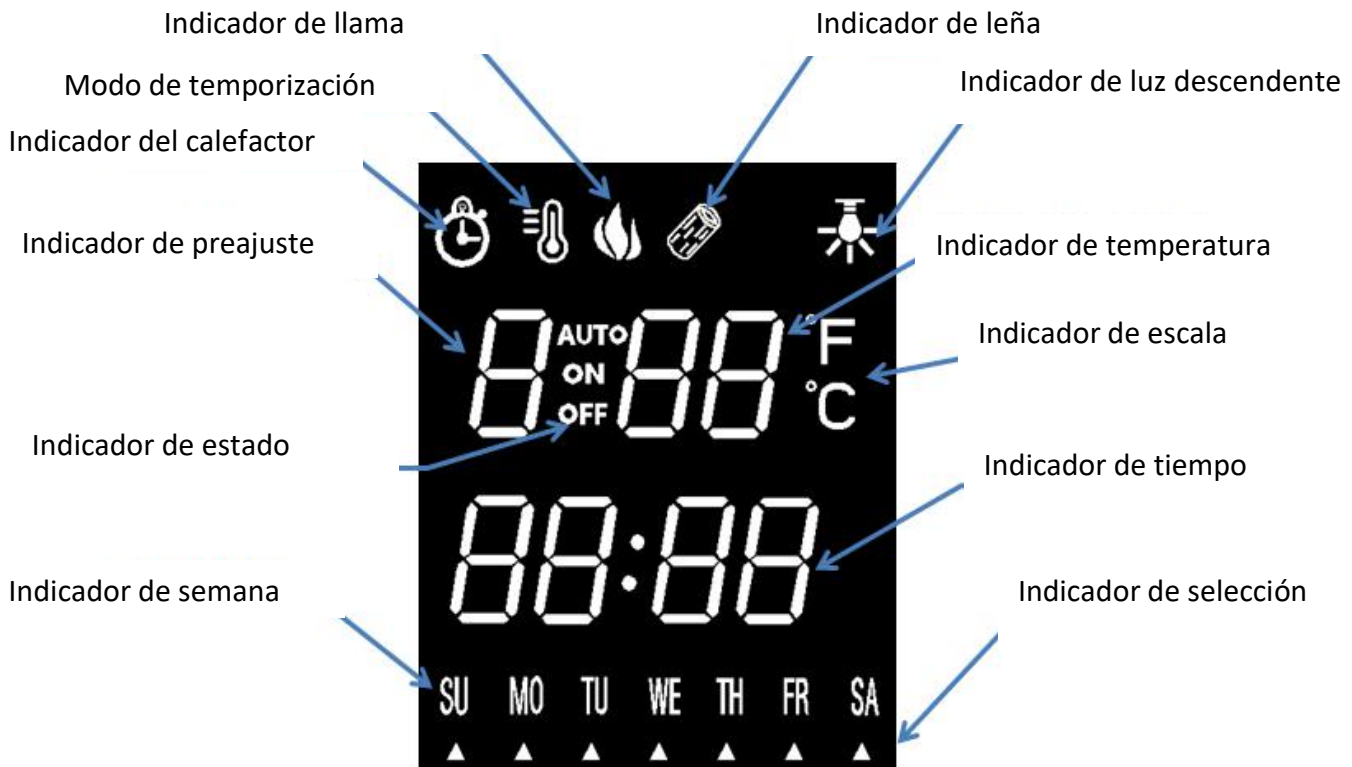 Indicador de llama
Indicador de leña
Modo de temporización
Indicador de luz descendente
Indicador del calefactor
Indicador de preajuste
Indicador de temperatura
8 AUTO 88 °F
ON
OFF °C
Indicador de escala
Indicador de estado
Indicador de tiempo
88:88
Indicador de semana
Indicador de selección
SU MO TU WE TH FR SA